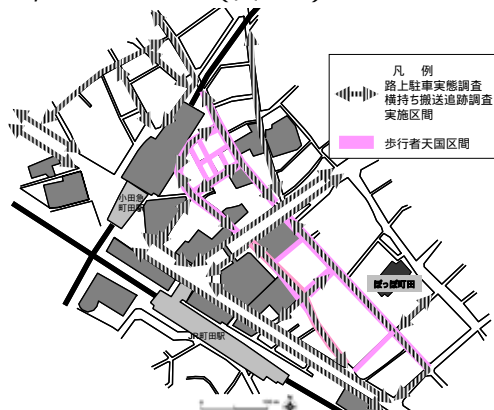 凡 例
路上駐車実態調査
横持ち搬送追跡調査
実施区間
歩行者天国区間
小田急
町田駅
ぽっぽ町田
JR町田駅